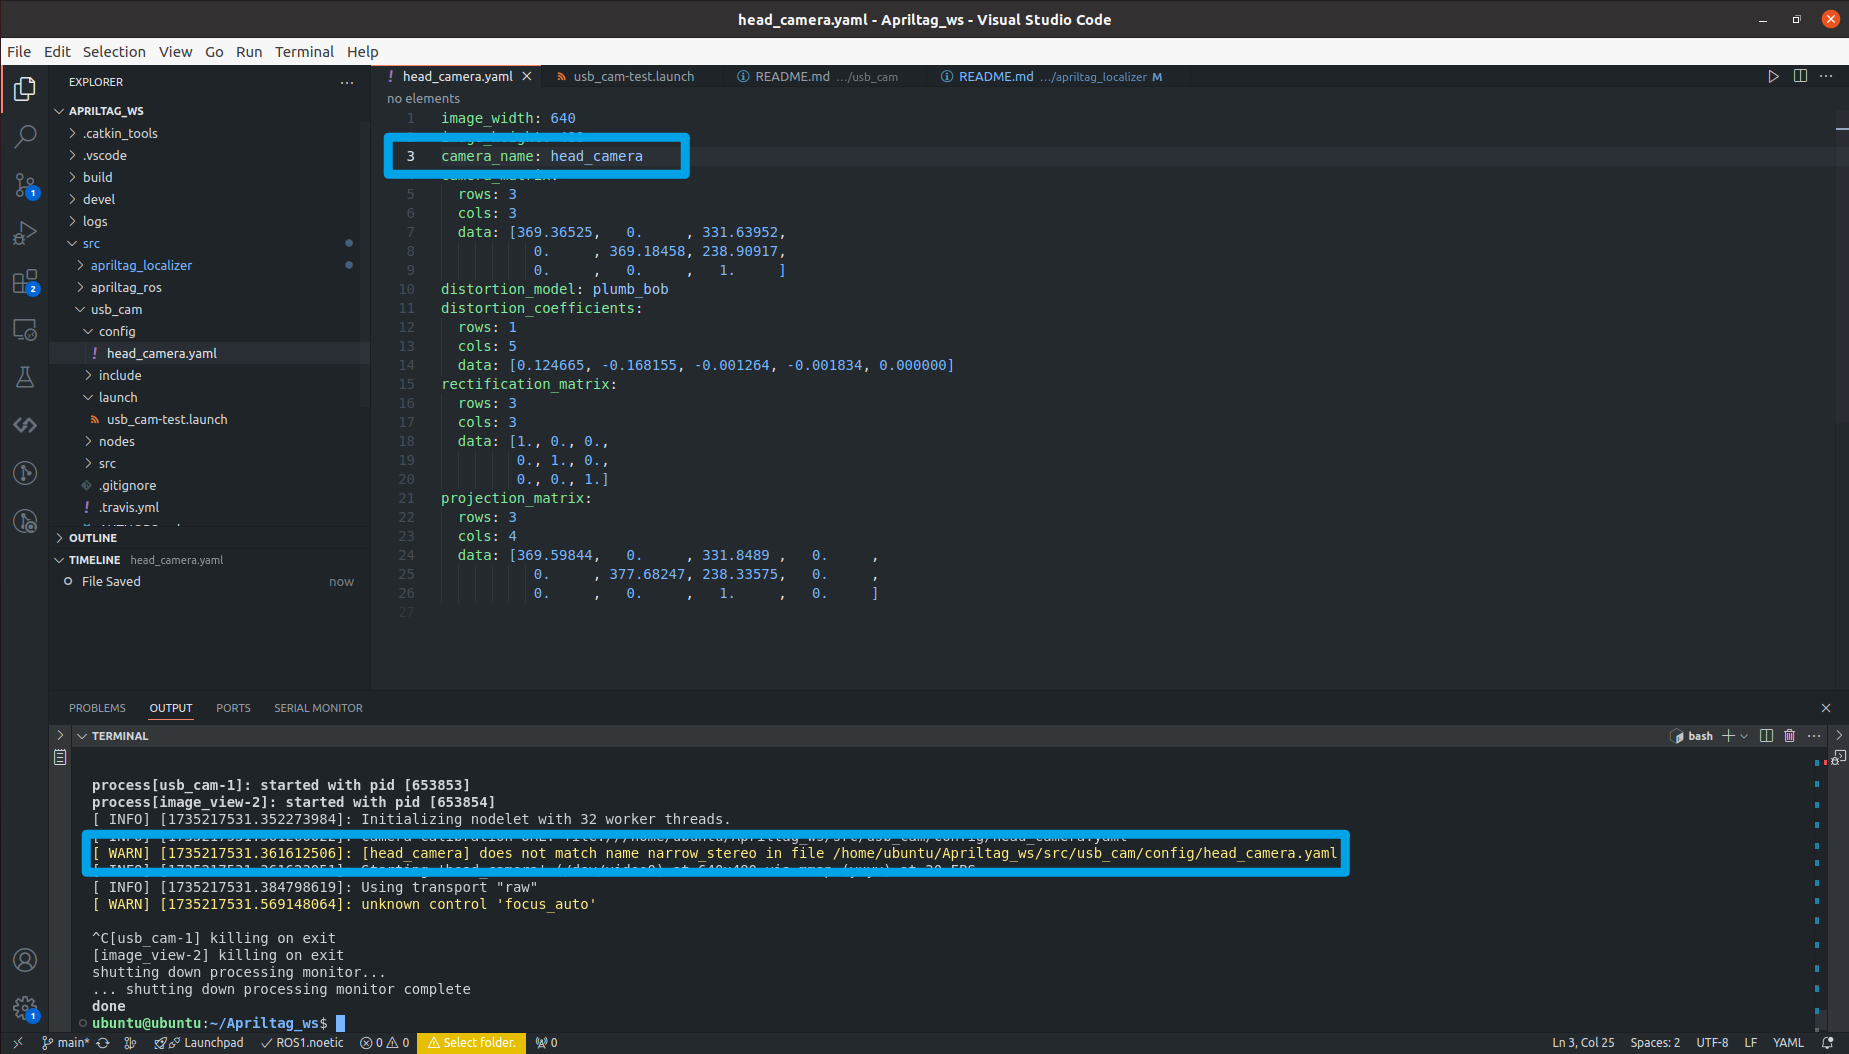 head_camera.yaml - Apriltag_ws - Visual Studio Code
File Edit Selection View Go Run Terminal Help
EXPLORER
APRILTAG_WS
.catkin_tools
.vscode
build
devel
logs
src
apriltag_localizer
apriltag_ros
usb_cam
config
! head_camera.yaml
include
launch
usb_cam-test.launch
nodes
src
.gitignore
! .travis.yml
OUTLINE
TIMELINE head_camera.yaml
File Saved now
1
2
1
! head_camera.yaml
usb_cam-test.launch
README.md .../usb_cam
README.md .../apriltag_localizer M
no elements
1 image_width: 640
3 camera_name: head_camera
5 rows: 3
6 cols: 3
7 data: [369.36525, 0. , 331.63952,
8 0. , 369.18458, 238.90917,
9 0. , 0. , 1. ]
10 distortion_model: plumb_bob
11 distortion_coefficients:
12 rows: 1
13 cols: 5
14 data: [0.124665, -0.168155, -0.001264, -0.001834, 0.000000]
15 rectification_matrix:
16 rows: 3
17 cols: 3
18 data: [1., 0., 0.,
19 0., 1., 0.,
20 0., 0., 1.]
21 projection_matrix:
22 rows: 3
23 cols: 4
24 data: [369.59844, 0. , 331.8489 , 0. ,
25 0. , 377.68247, 238.33575, 0. ,
26 0. , 0. , 1. , 0. ]
27
PROBLEMS OUTPUT PORTS SERIAL MONITOR
TERMINAL
bash
process[usb_cam-1]: started with pid [653853]
process[image_view-2]: started with pid [653854]
[ INFO] [1735217531.352273984]: Initializing nodelet with 32 worker threads.
[ WARN] [1735217531.361612506]: [head_camera] does not match name narrow_stereo in file /home/ubuntu/Apriltag_ws/src/usb_cam/config/head_camera.yaml
[ INFO] [1735217531.384798619]: Using transport "raw"
[ WARN] [1735217531.569148064]: unknown control 'focus_auto'
^C[usb_cam-1] killing on exit
[image_view-2] killing on exit
shutting down processing monitor...
... shutting down processing monitor complete
done
ubuntu@ubuntu:~/Apriltag_ws$
main* Launchpad ROS1.noetic 0 0 Select folder. 0 Ln 3, Col 25 Spaces: 2 UTF-8 LF YAML